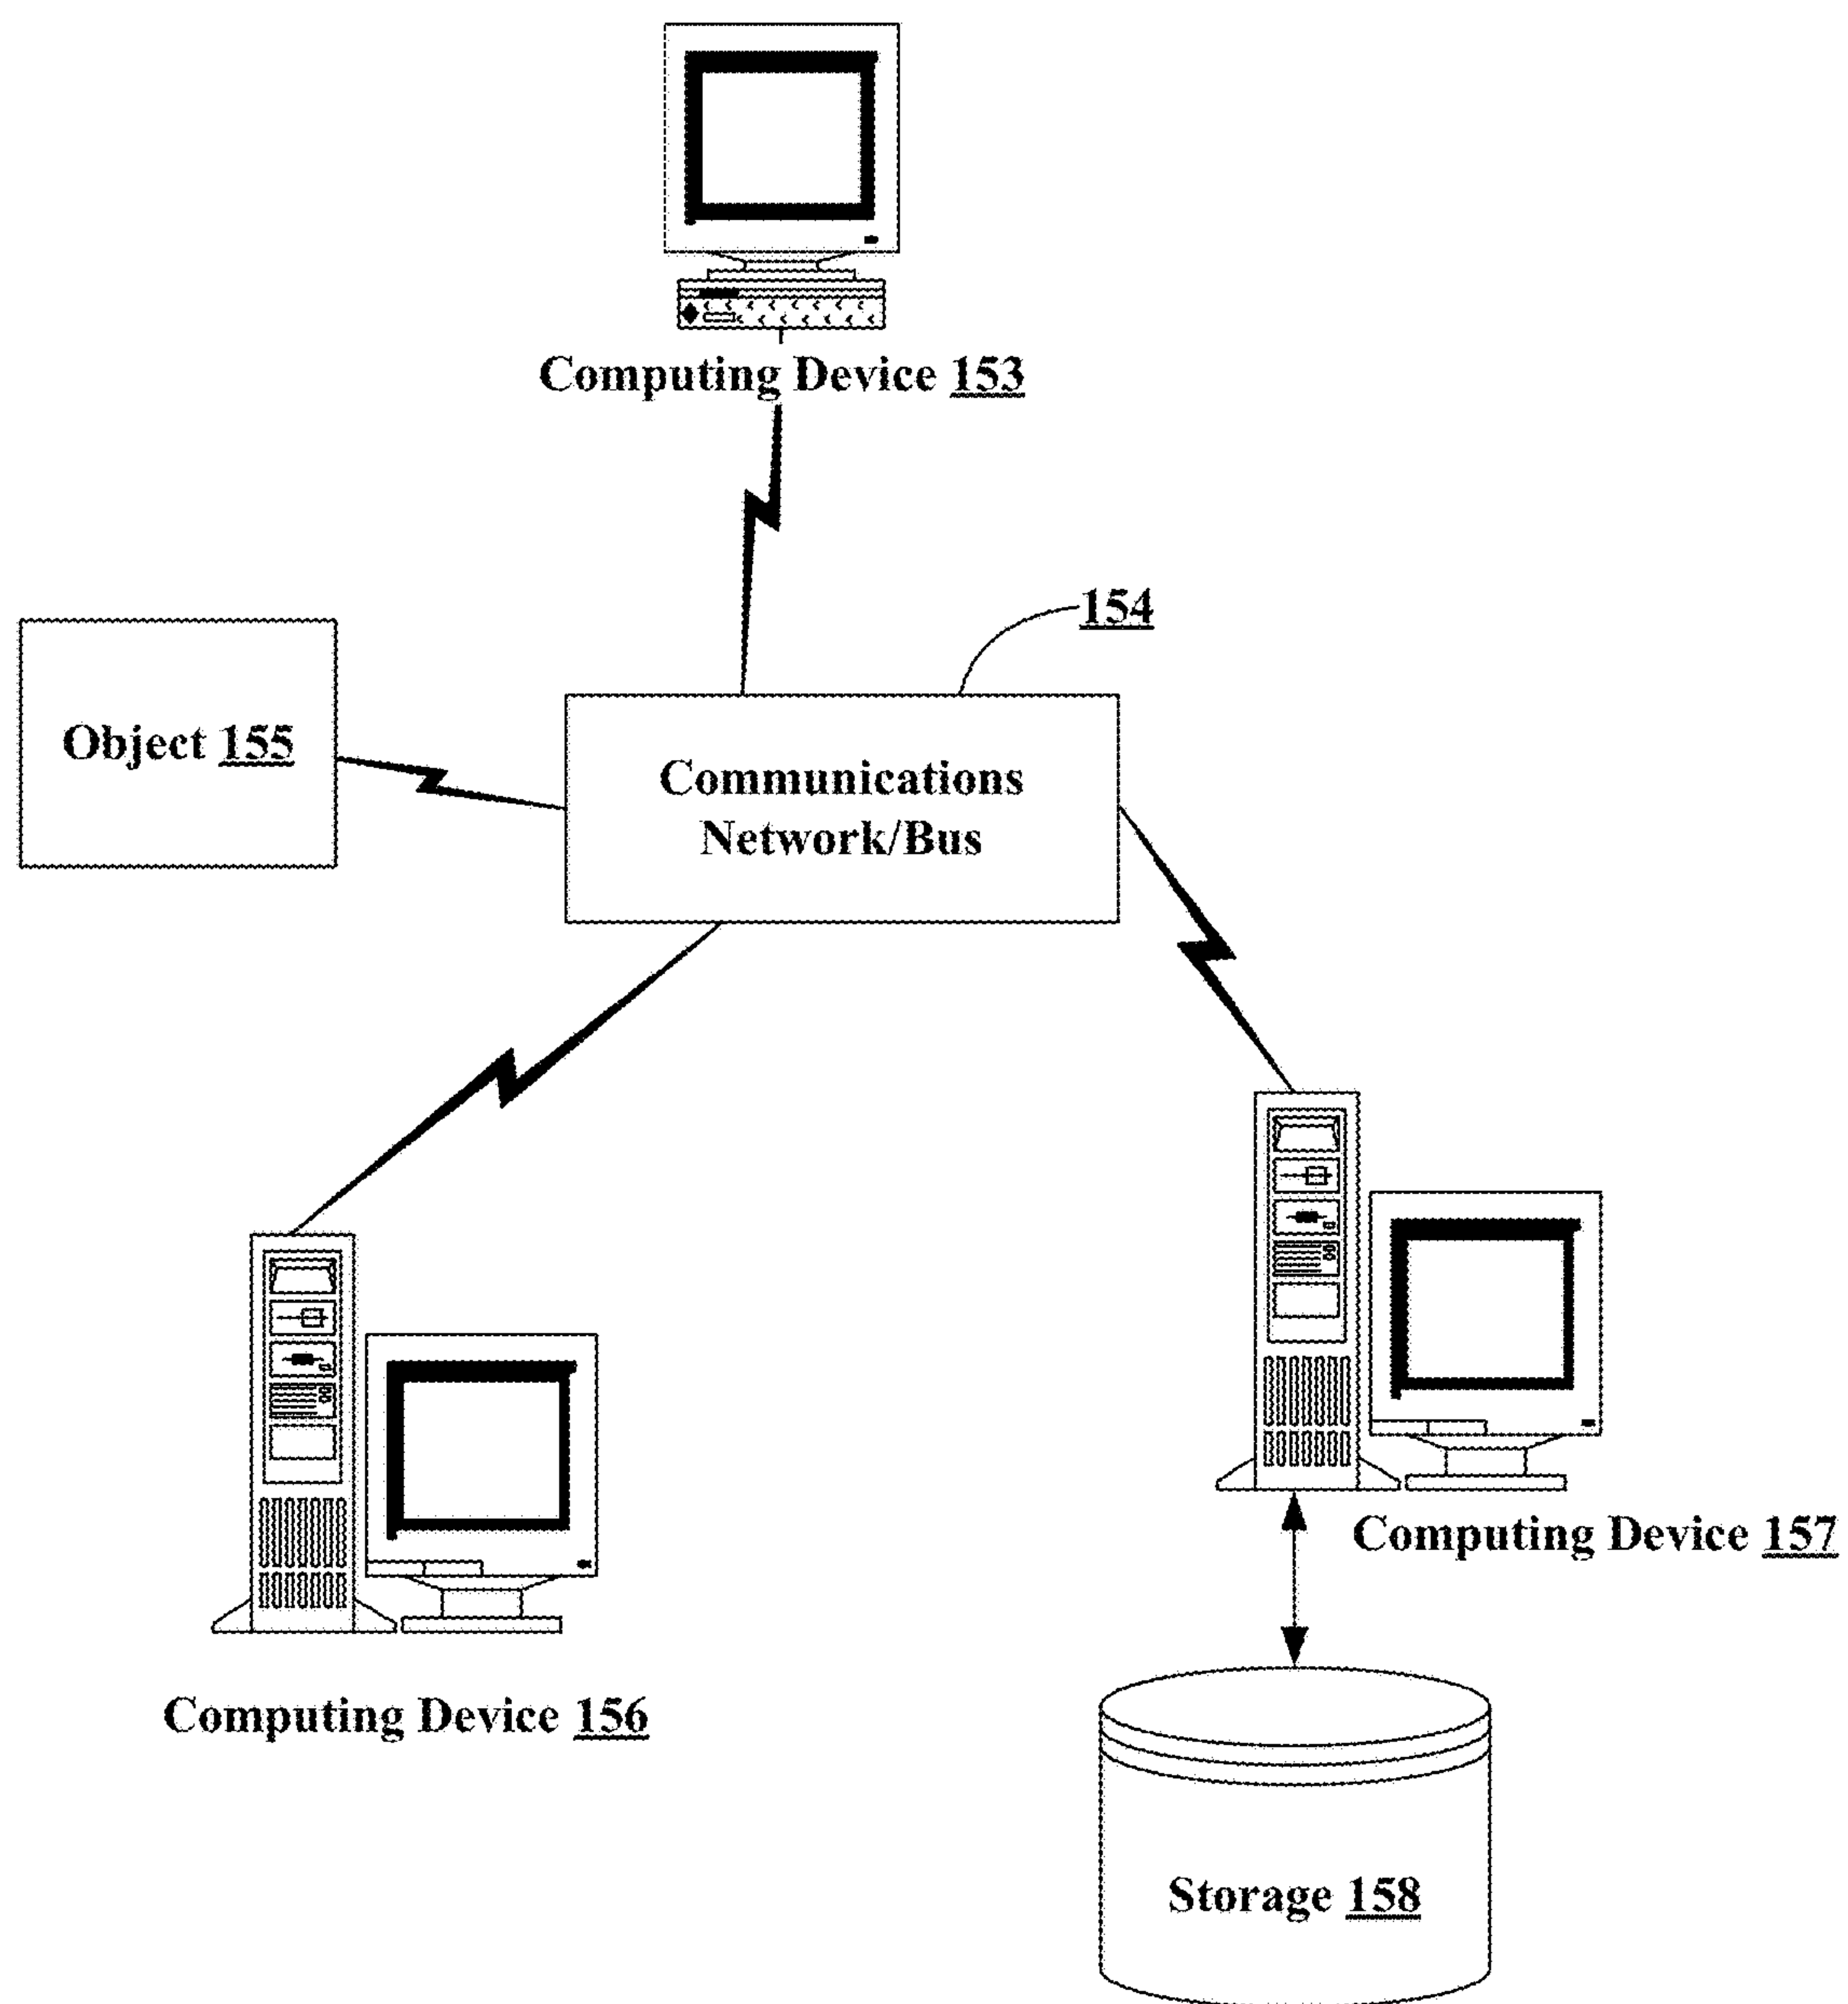 Computing Device 153
154
Object 155
Communications
Network/Bus
Computing Device 157
Computing Device 156
Storage 158